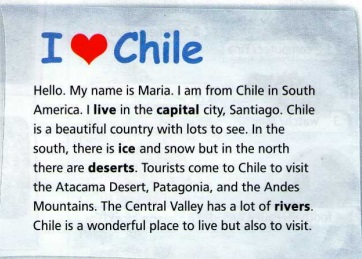 I ❤ Chile
Hello. My name is Maria. I am from Chile in South
America. I live in the capital city, Santiago. Chile
is a beautiful country with lots to see. In the
south, there is ice and snow but in the north
there are deserts. Tourists come to Chile to visit
the Atacama Desert, Patagonia, and the Andes
Mountains. The Central Valley has a lot of rivers.
Chile is a wonderful place to live but also to visit.